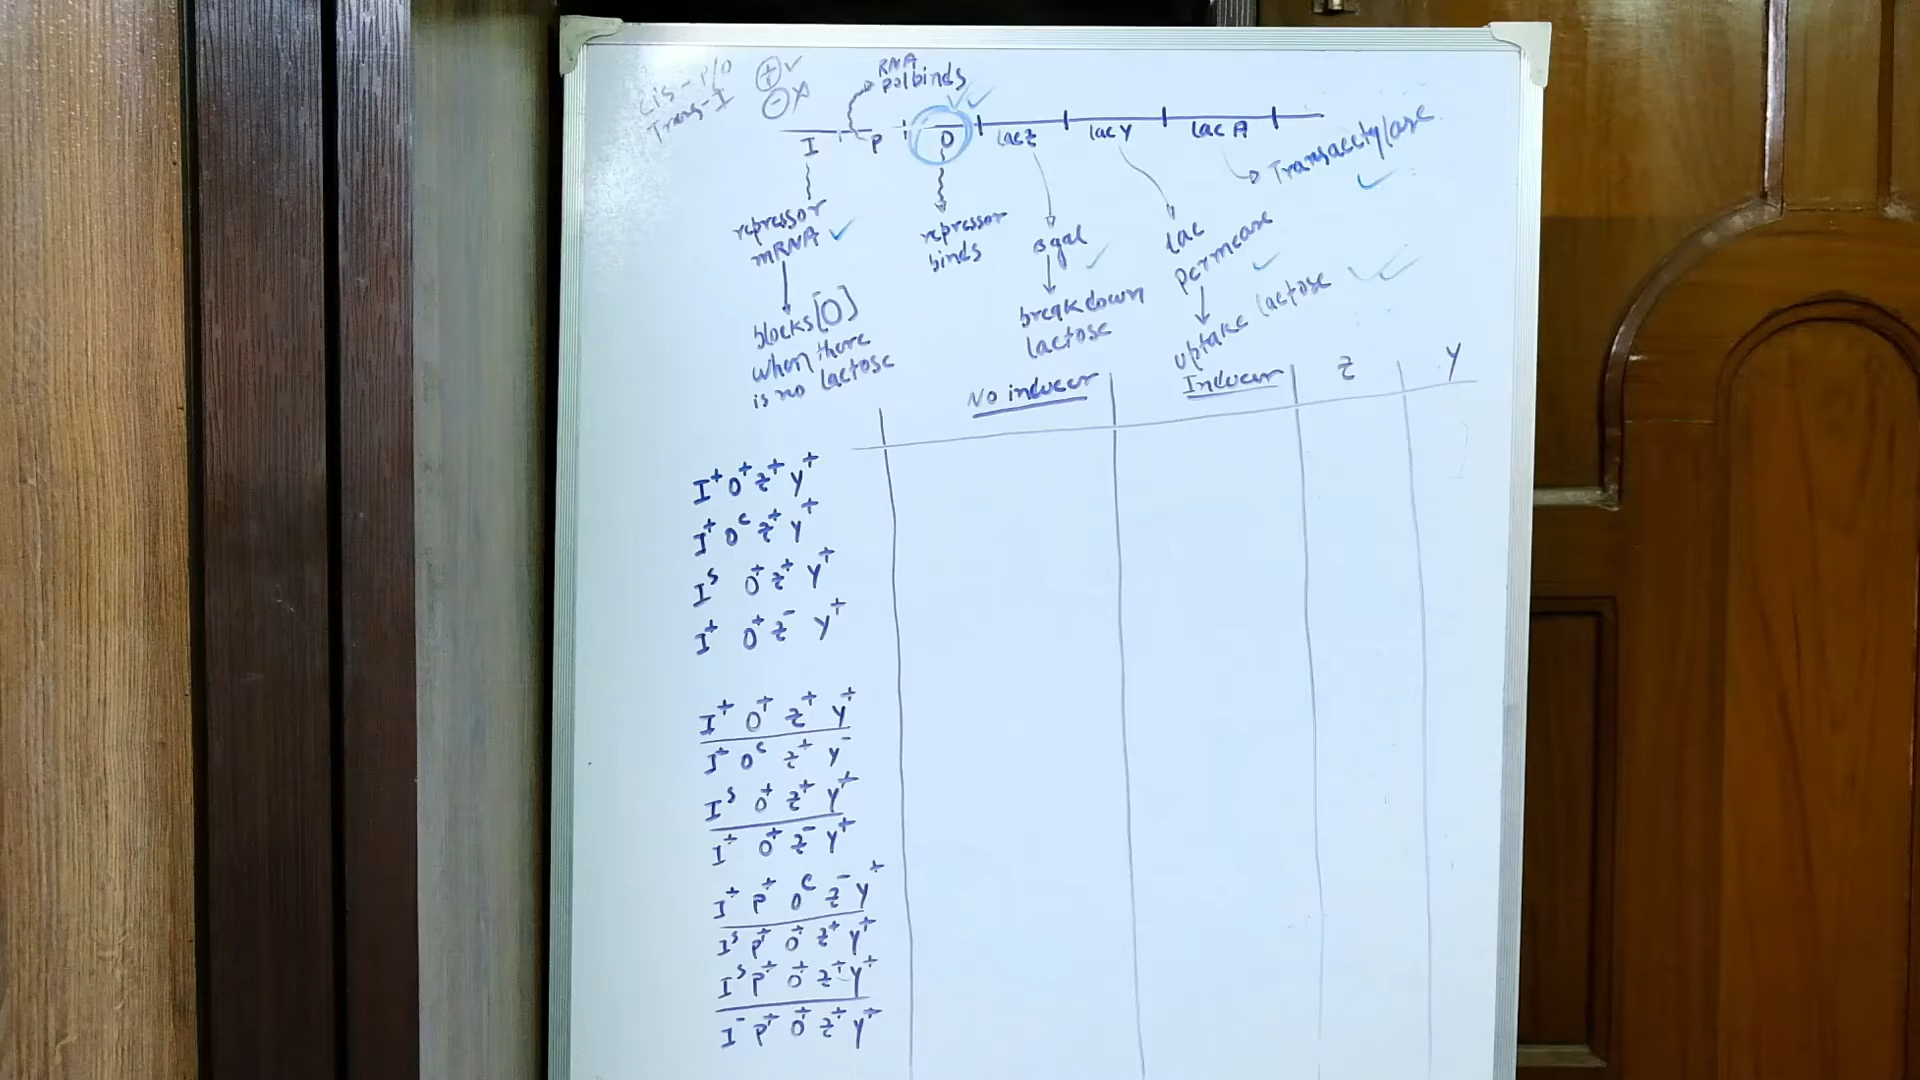 cis - P/O
Trans - I
⊕ ✓
⊖ ✗
RNA
pol binds
I P O lac Z lac Y lac A
Transacetylase
repressor
mRNA
blocks [O]
when there
is no lactose
repressor
binds
βgal
breakdown
lactose
lac
permease
uptake lactose
No inducer Inducer Z Y
I⁺ O⁺ Z⁺ Y⁺
I⁺ Oᶜ Z⁺ Y⁺
Iˢ O⁺ Z⁺ Y⁺
I⁺ O⁺ Z⁻ Y⁺
I⁺ O⁺ Z⁺ Y⁺
I⁺ Oᶜ Z⁺ Y⁻
Iˢ O⁺ Z⁺ Y⁺
I⁺ O⁺ Z⁻ Y⁺
I⁺ P⁺ Oᶜ Z⁻ Y⁺
Iˢ P⁺ O⁺ Z⁺ Y⁺
Iˢ P⁺ O⁺ Z⁺ Y⁺
I⁻ P⁺ O⁺ Z⁺ Y⁺